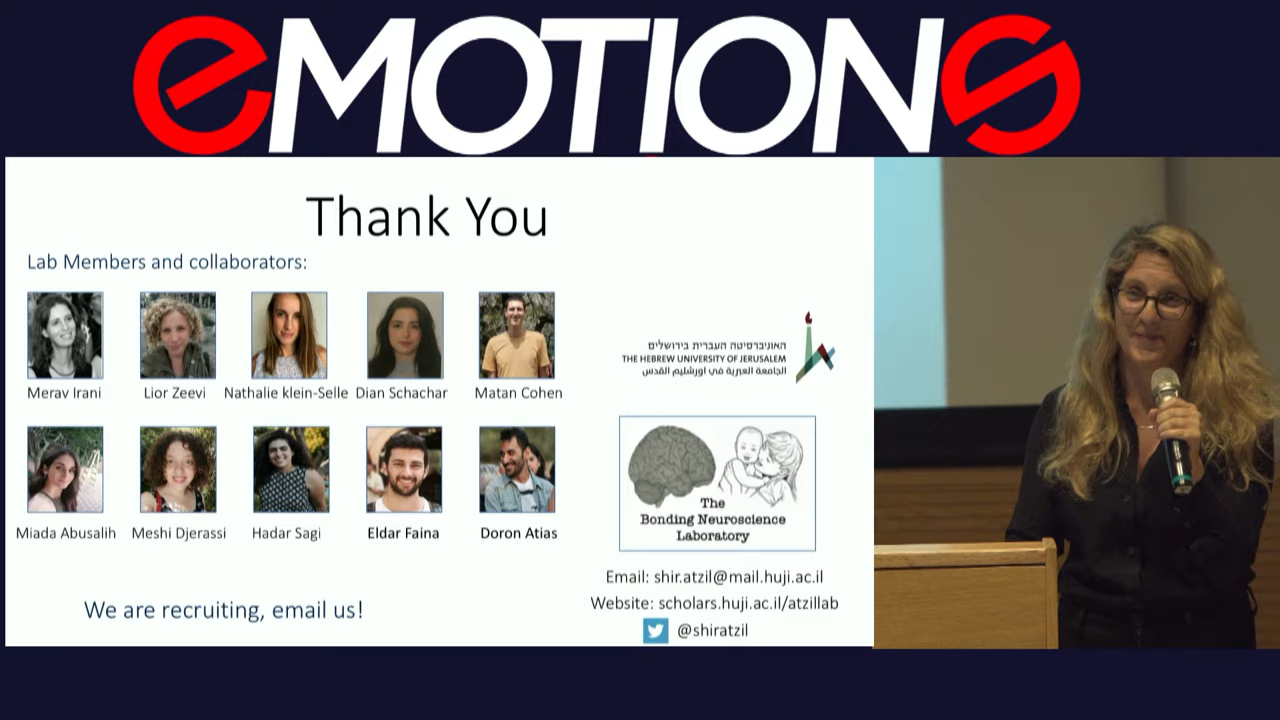 eMOTIONS
Thank You
Lab Members and collaborators:
Merav Irani
Lior Zeevi
Nathalie klein-Selle
Dian Schachar
Matan Cohen
Miada Abusalih
Meshi Djerassi
Hadar Sagi
Eldar Faina
Doron Atias
We are recruiting, email us!
האוניברסיטה העברית בירושלים
THE HEBREW UNIVERSITY OF JERUSALEM
الجامعة العبرية في اورشليم القدس
The
Bonding Neuroscience
Laboratory
Email: shir.atzil@mail.huji.ac.il
Website: scholars.huji.ac.il/atzillab
@shiratzil